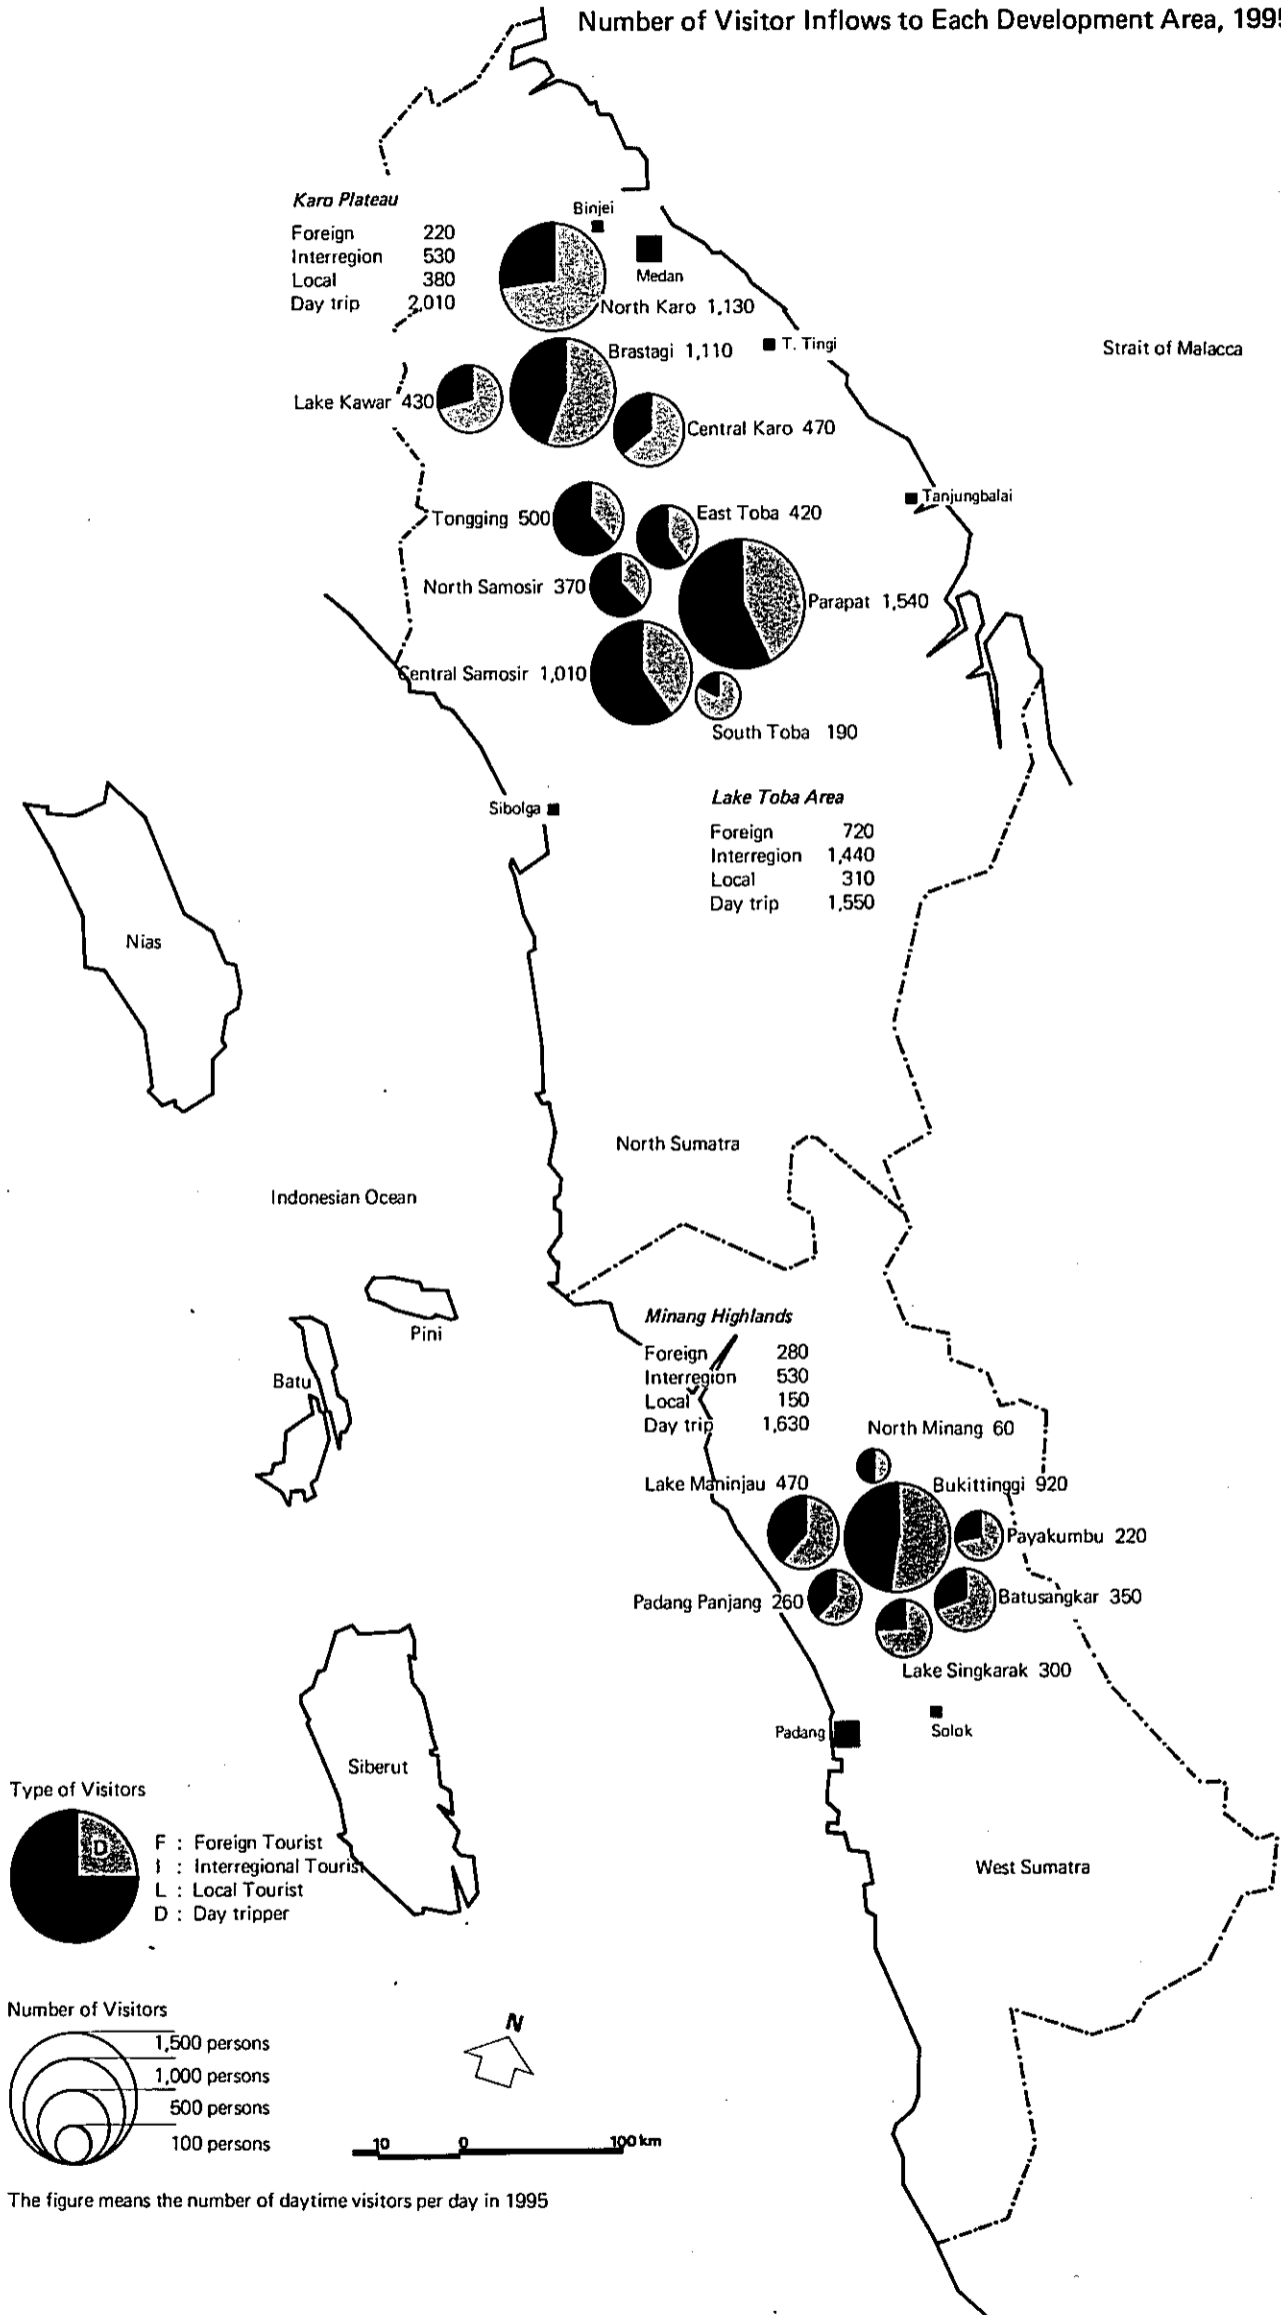 Number of Visitor Inflows to Each Development Area, 199
Karo Plateau
Foreign 220
Interregion 530
Local 380
Day trip 2,010
Binjei
Medan
North Karo 1,130
Brastagi 1,110
T. Tingi
Strait of Malacca
Lake Kawar 430
Central Karo 470
Tanjungbalai
Tongging 500
East Toba 420
North Samosir 370
Parapat 1,540
Central Samosir 1,010
South Toba 190
Sibolga
Lake Toba Area
Foreign 720
Interregion 1,440
Local 310
Day trip 1,550
Nias
North Sumatra
Indonesian Ocean
Pini
Batu
Minang Highlands
Foreign 280
Interregion 530
Local 150
Day trip 1,630
North Minang 60
Lake Maninjau 470
Bukittinggi 920
Payakumbu 220
Padang Panjang 260
Batusangkar 350
Lake Singkarak 300
Padang
Solok
Siberut
West Sumatra
Type of Visitors
D
F : Foreign Tourist
I : Interregional Tourist
L : Local Tourist
D : Day tripper
Number of Visitors
1,500 persons
1,000 persons
500 persons
100 persons
N
10 0 100 km
The figure means the number of daytime visitors per day in 1995